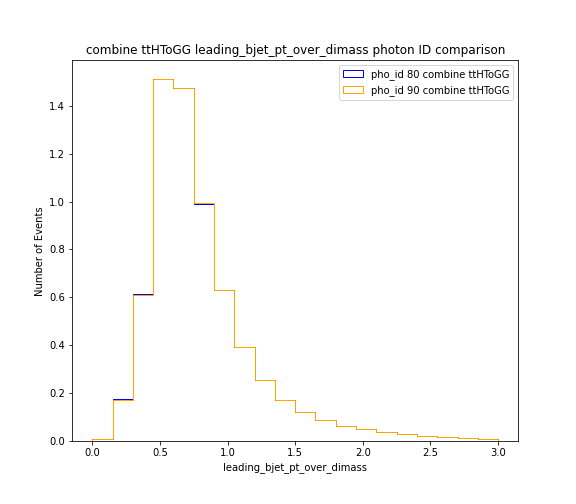 combine ttHToGG leading_bjet_pt_over_dimass photon ID comparison
pho_id 80 combine ttHToGG
pho_id 90 combine ttHToGG
Number of Events
1.4
1.2
1.0
0.8
0.6
0.4
0.2
0.0
0.0 0.5 1.0 1.5 2.0 2.5 3.0
leading_bjet_pt_over_dimass